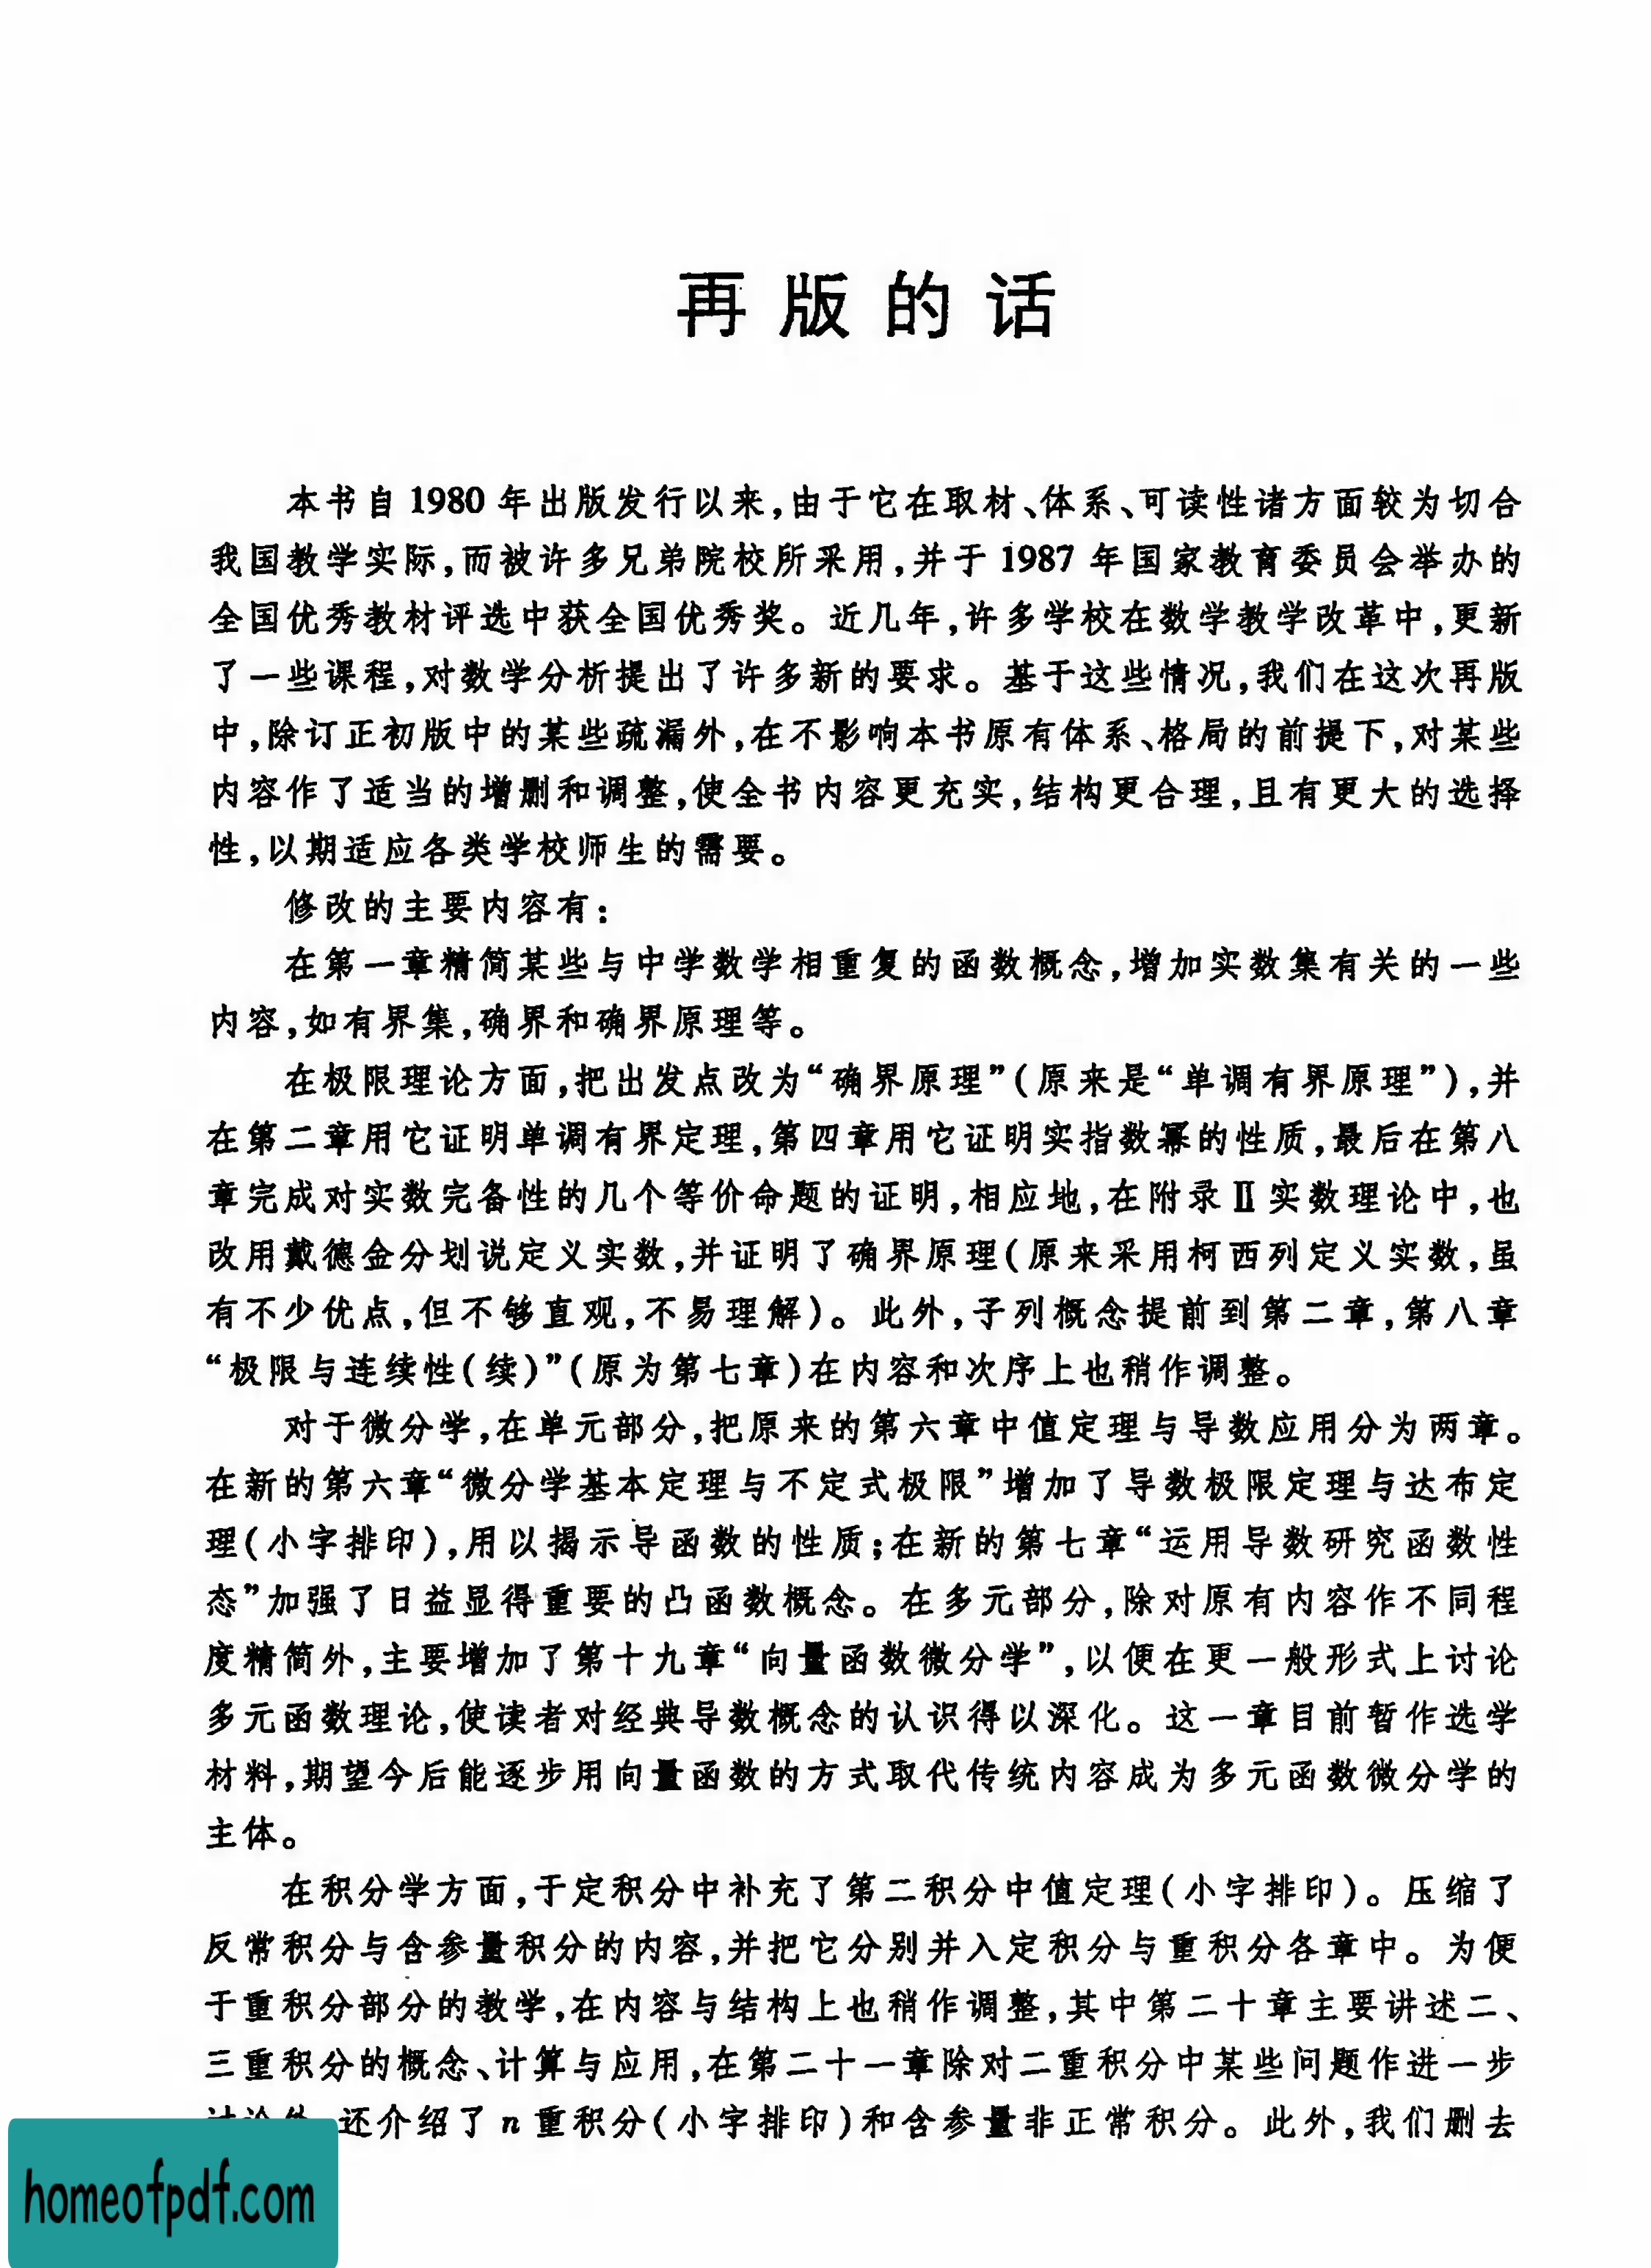 再版的话
本书自1980年出版发行以来,由于它在取材、体系、可读性诸方面较为切合
我国教学实际,而被许多兄弟院校所采用,并于1987年国家教育委员会举办的
全国优秀教材评选中获全国优秀奖。近几年,许多学校在数学教学改革中,更新
了一些课程,对数学分析提出了许多新的要求。基于这些情况,我们在这次再版
中,除订正初版中的某些疏漏外,在不影响本书原有体系、格局的前提下,对某些
内容作了适当的增删和调整,使全书内容更充实,结构更合理,且有更大的选择
性,以期适应各类学校师生的需要。
修改的主要内容有:
在第一章精简某些与中学数学相重复的函数概念,增加实数集有关的一些
内容,如有界集,确界和确界原理等。
在极限理论方面,把出发点改为“确界原理”(原来是“单调有界原理”),并
在第二章用它证明单调有界定理,第四章用它证明实指数幂的性质,最后在第八
章完成对实数完备性的几个等价命题的证明,相应地,在附录Ⅱ实数理论中,也
改用戴德金分划说定义实数,并证明了确界原理(原来采用柯西列定义实数,虽
有不少优点,但不够直观,不易理解)。此外,子列概念提前到第二章,第八章
“极限与连续性(续)”(原为第七章)在内容和次序上也稍作调整。
对于微分学,在单元部分,把原来的第六章中值定理与导数应用分为两章。
在新的第六章“微分学基本定理与不定式极限”增加了导数极限定理与达布定
理(小字排印),用以揭示导函数的性质;在新的第七章“运用导数研究函数性
态”加强了日益显得重要的凸函数概念。在多元部分,除对原有内容作不同程
度精简外,主要增加了第十九章“向量函数微分学”,以便在更一般形式上讨论
多元函数理论,使读者对经典导数概念的认识得以深化。这一章目前暂作选学
材料,期望今后能逐步用向量函数的方式取代传统内容成为多元函数微分学的
主体。
在积分学方面,于定积分中补充了第二积分中值定理(小字排印)。压缩了
反常积分与含参量积分的内容,并把它分别并入定积分与重积分各章中。为便
于重积分部分的教学,在内容与结构上也稍作调整,其中第二十章主要讲述二、
三重积分的概念、计算与应用,在第二十一章除对二重积分中某些问题作进一步
还介绍了n重积分(小字排印)和含参量非正常积分。此外,我们删去
homeofpdf.com